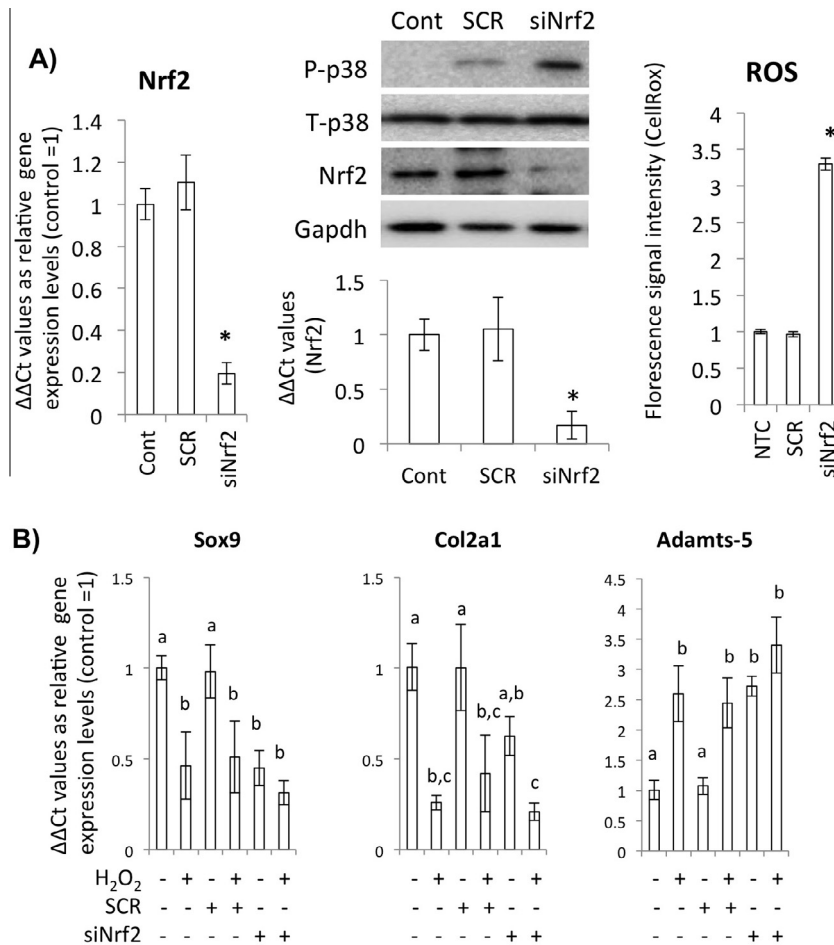 A)
Nrf2
ΔΔCt values as relative gene
expression levels (control =1)
1.4
1.2
1
0.8
0.6
0.4
0.2
0
*
Cont
SCR
siNrf2
Cont SCR siNrf2
P-p38
T-p38
Nrf2
Gapdh
ΔΔCt values
(Nrf2)
1.5
1
0.5
0
*
Cont SCR siNrf2
ROS
Florescence signal intensity (CellRox)
4
3.5
3
2.5
2
1.5
1
0.5
0
*
NTC
SCR
siNrf2
B)
Sox9
ΔΔCt values as relative gene
expression levels (control =1)
1.5
1
0.5
0
a b a b b b
Col2a1
1.5
1
0.5
0
a b,c a b,c a,b c
Adamts-5
5
4.5
4
3.5
3
2.5
2
1.5
1
0.5
0
a b a b b b
H₂O₂ - + - + - + - + - + - + - + - + - +
SCR - - + + - - - - + + - - - - + + - -
siNrf2 - - - - + + - - - - + + - - - - + +